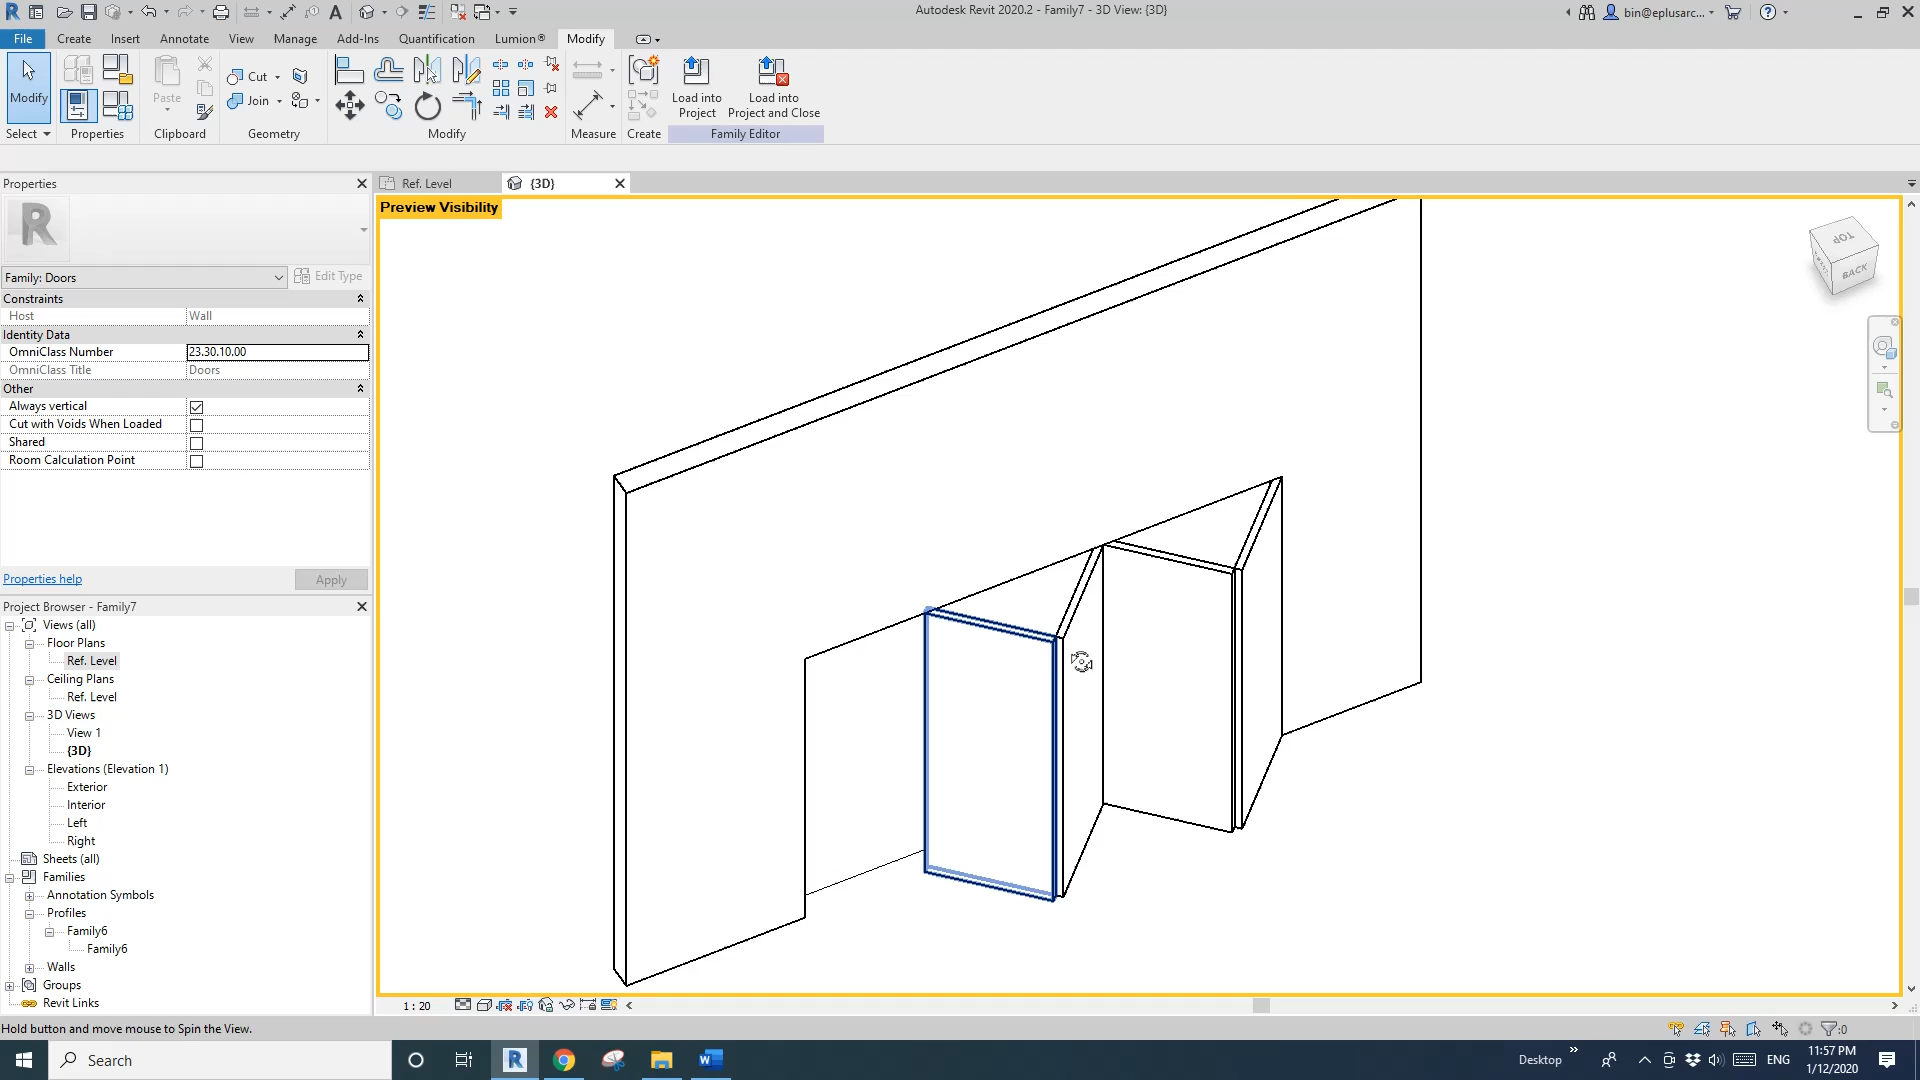 Autodesk Revit 2020.2 - Family7 - 3D View: {3D}
bin@eplusarc...
File Create Insert Annotate View Manage Add-Ins Quantification Lumion® Modify
Modify
Paste
Cut
Join
Load into
Project
Load into
Project and Close
Select Properties Clipboard Geometry Modify Measure Create Family Editor
Properties
Ref. Level
{3D}
Preview Visibility
TOP
BACK
Family: Doors
Edit Type
Constraints
Host Wall
Identity Data
OmniClass Number 23.30.10.00
OmniClass Title Doors
Other
Always vertical
Cut with Voids When Loaded
Shared
Room Calculation Point
Properties help
Apply
Project Browser - Family7
Views (all)
Floor Plans
Ref. Level
Ceiling Plans
Ref. Level
3D Views
View 1
{3D}
Elevations (Elevation 1)
Exterior
Interior
Left
Right
Sheets (all)
Families
Annotation Symbols
Profiles
Family6
Family6
Walls
Groups
Revit Links
1 : 20
Hold button and move mouse to Spin the View.
:0
Search
Desktop
ENG
11:57 PM
1/12/2020